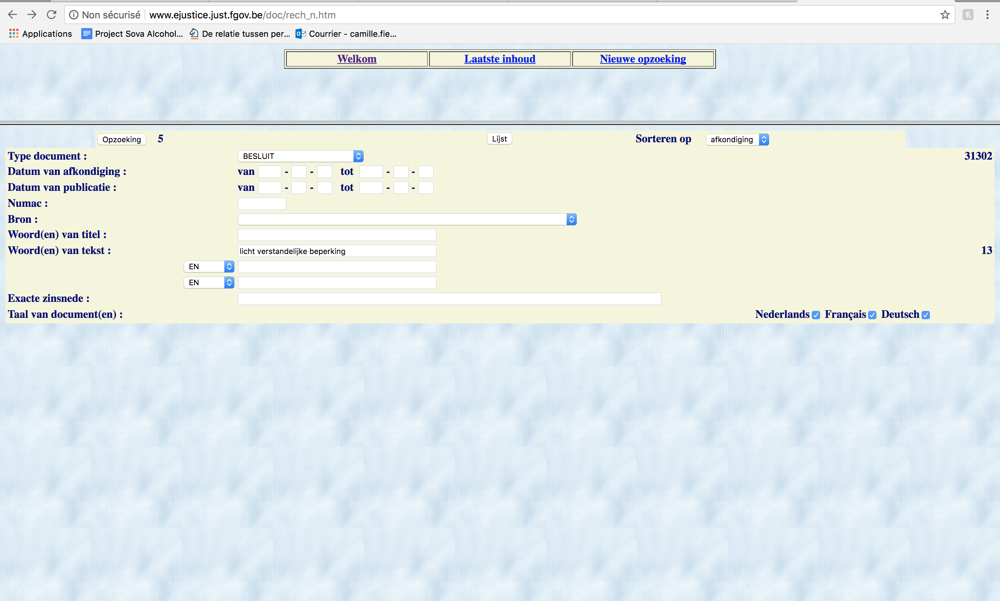 Non sécurisé www.ejustice.just.fgov.be/doc/rech_n.htm
Applications Project Sova Alcohol... De relatie tussen per... Courrier - camille.fie...
Welkom Laatste inhoud Nieuwe opzoeking
Opzoeking 5 Lijst Sorteren op afkondiging
Type document : BESLUIT 31302
Datum van afkondiging : van - - tot - -
Datum van publicatie : van - - tot - -
Numac :
Bron :
Woord(en) van titel :
Woord(en) van tekst : licht verstandelijke beperking 13
EN
EN
Exacte zinsnede :
Taal van document(en) : Nederlands Français Deutsch